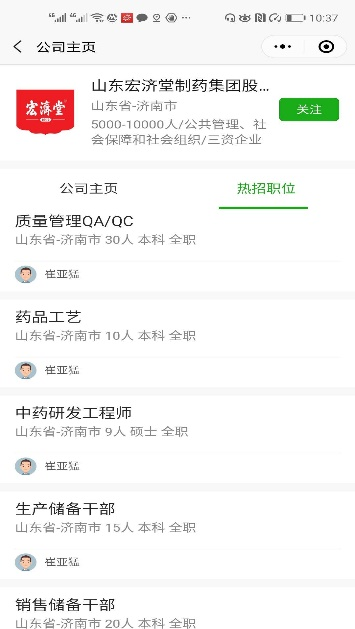 10:37
公司主页
宏濟堂
山东宏济堂制药集团股...
山东省-济南市
关注
5000-10000人/公共管理、社
会保障和社会组织/三资企业
公司主页
热招职位
质量管理QA/QC
山东省-济南市 30人 本科 全职
崔亚猛
药品工艺
山东省-济南市 10人 本科 全职
崔亚猛
中药研发工程师
山东省-济南市 9人 硕士 全职
崔亚猛
生产储备干部
山东省-济南市 15人 本科 全职
崔亚猛
销售储备干部
山东省-济南市 20人 本科 全职